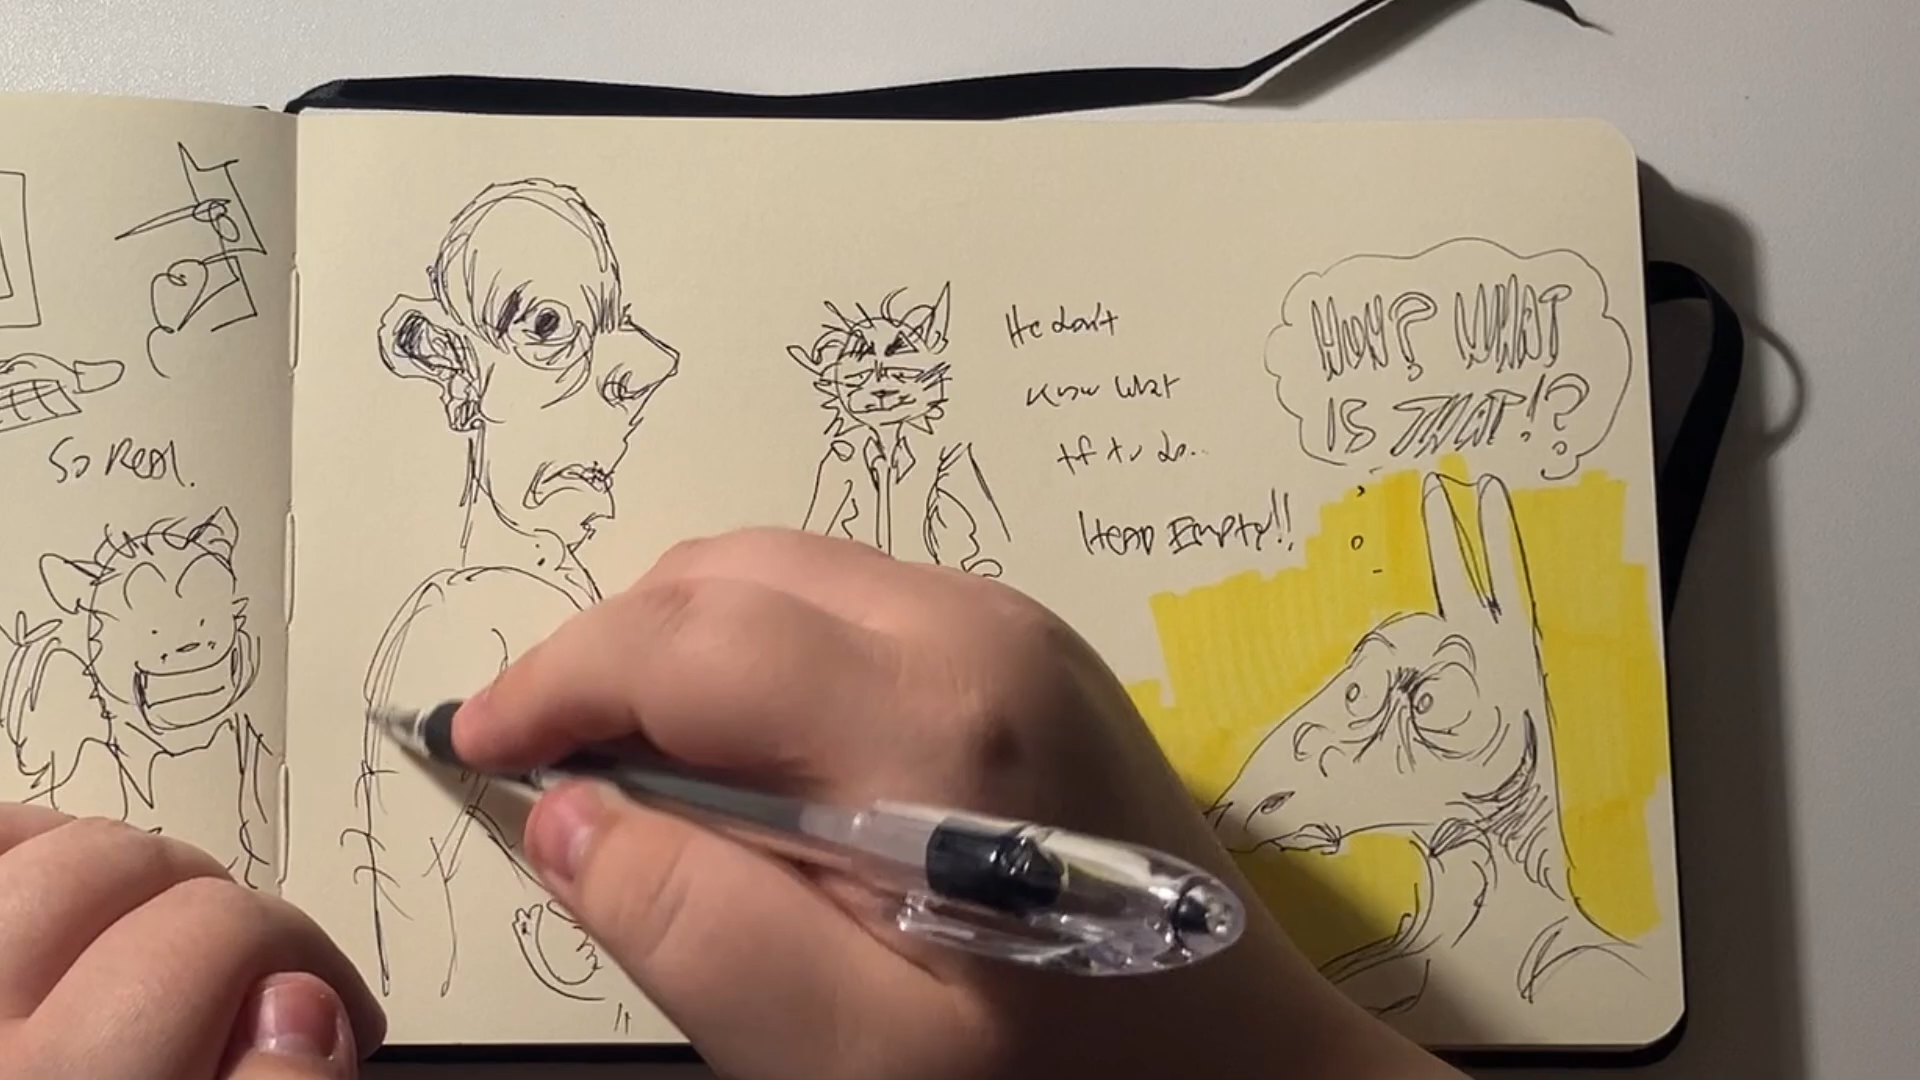 So Real.
He don't
know what
tf to do..
Head Empty!!
HUH? WHAT
IS THAT!?